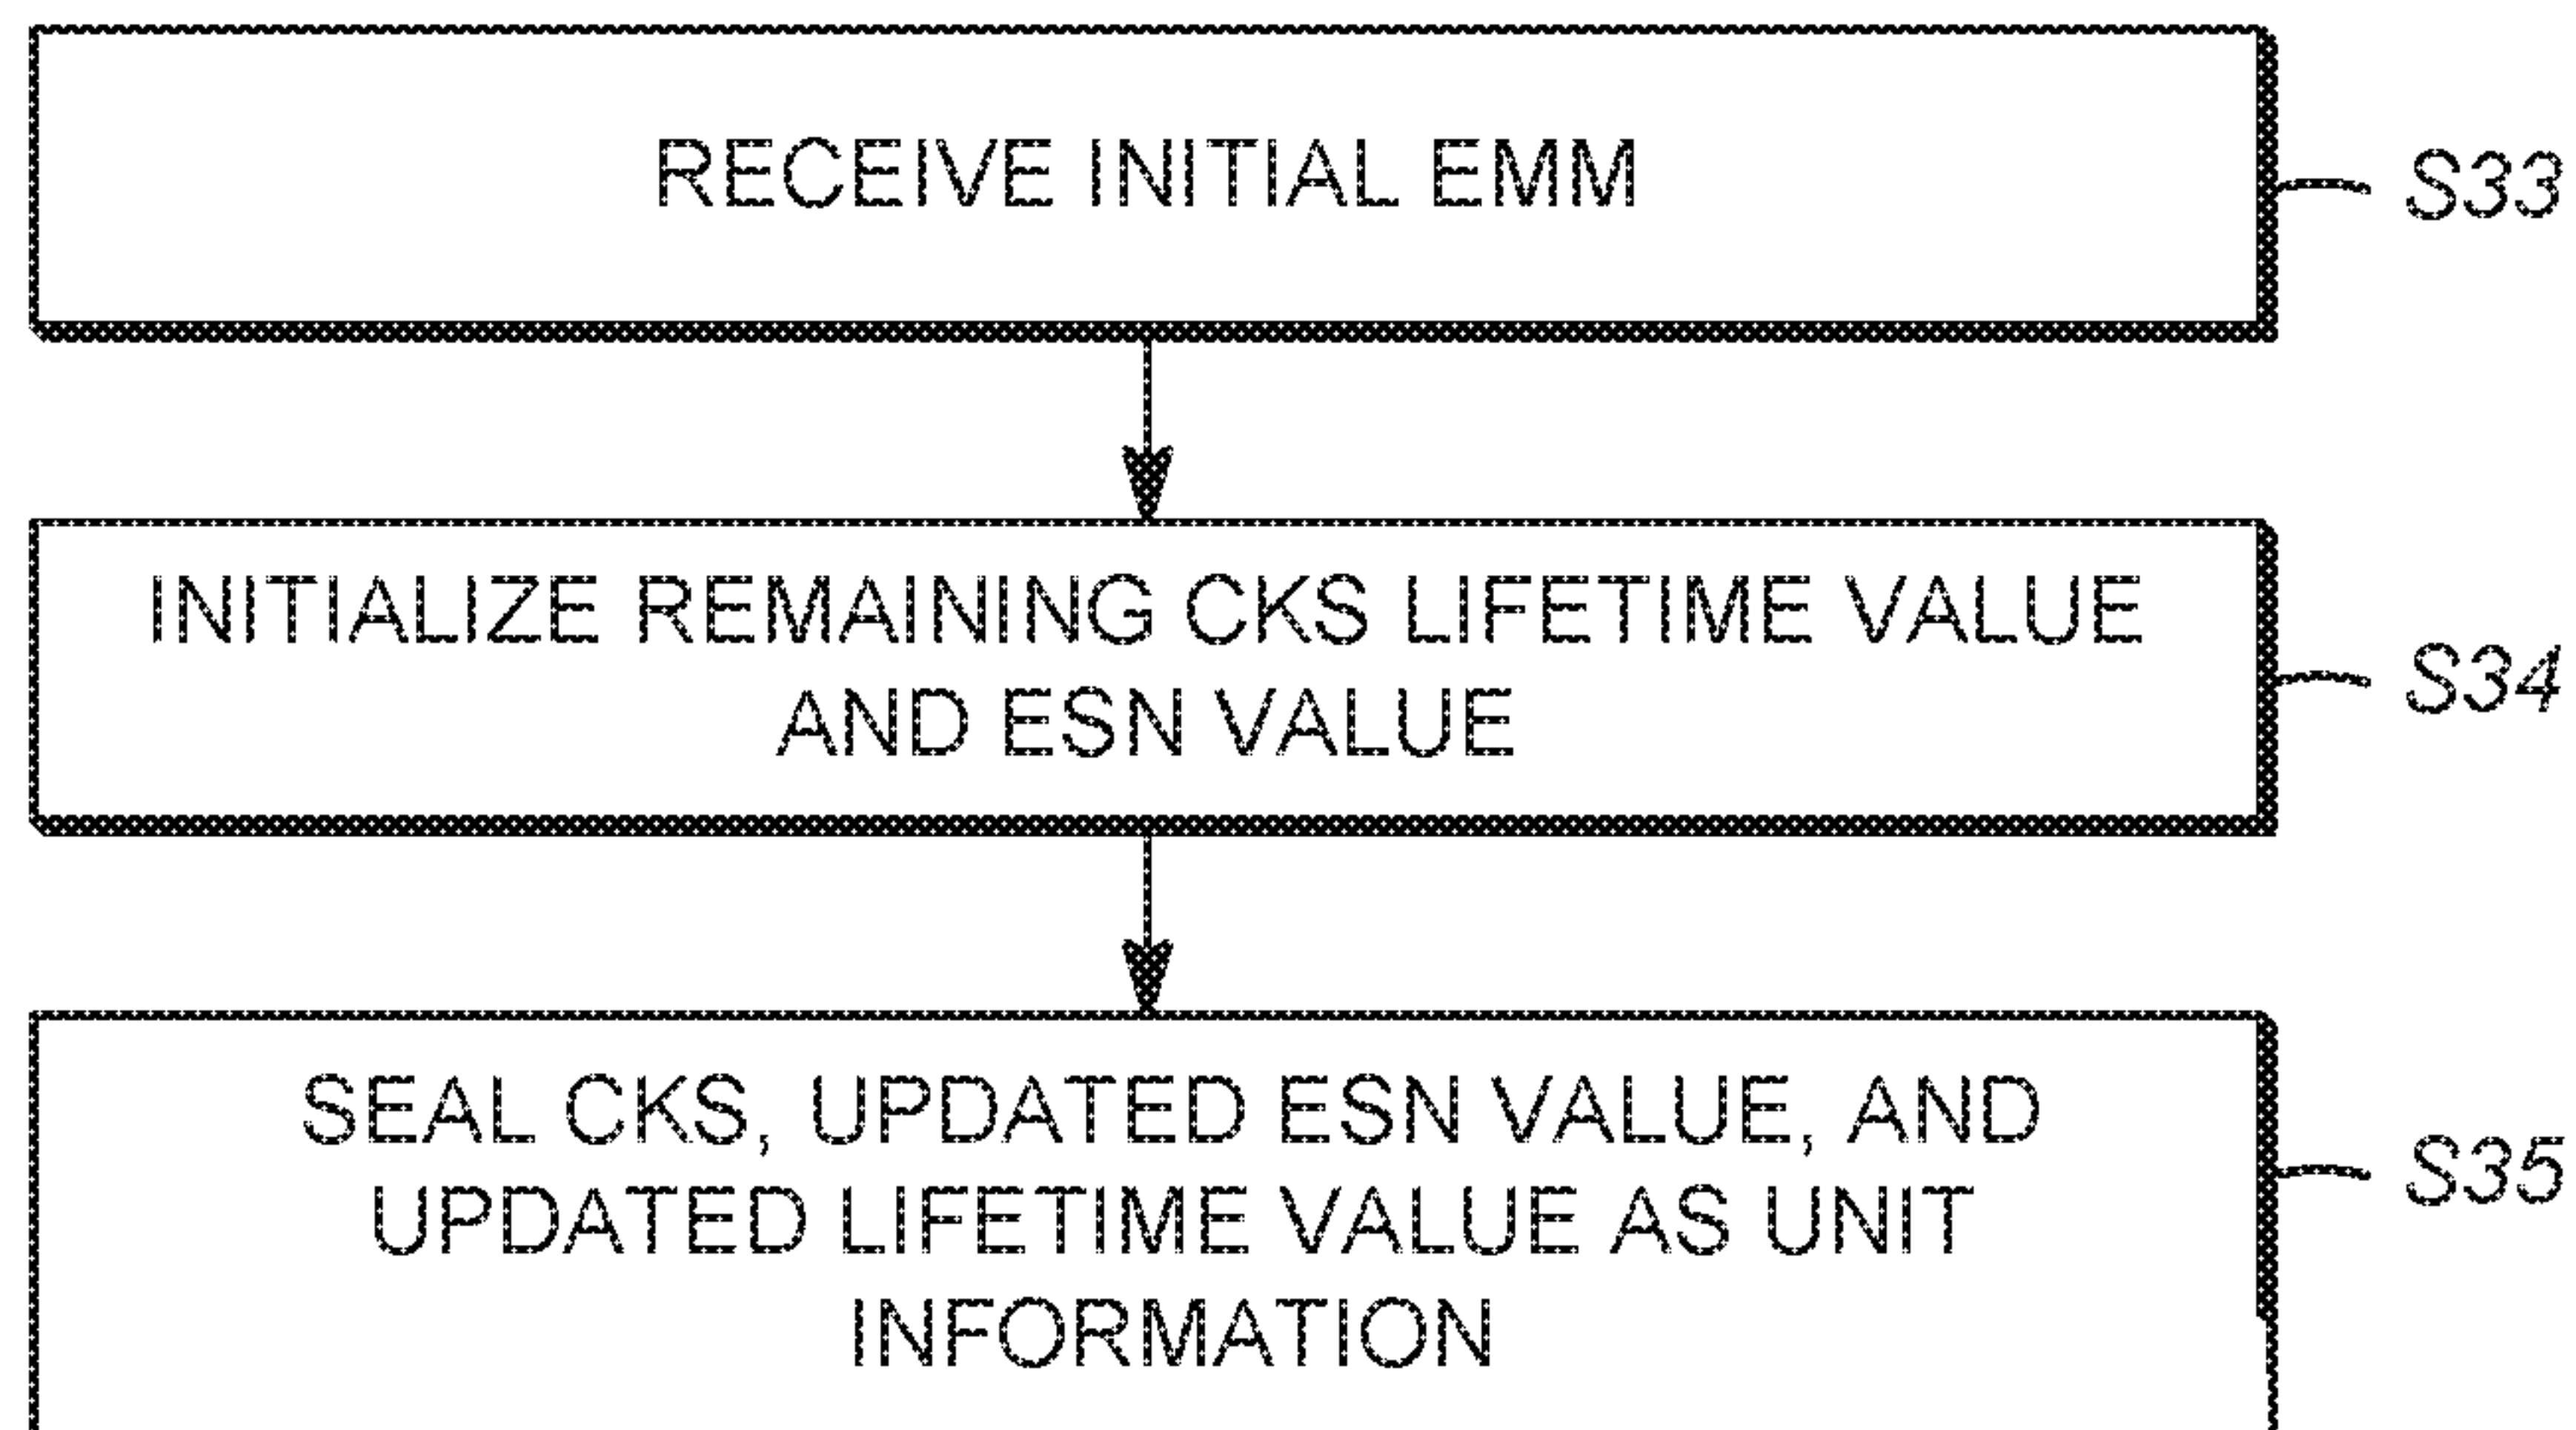 RECEIVE INITIAL EMM
S33
INITIALIZE REMAINING CKS LIFETIME VALUE
AND ESN VALUE
S34
SEAL CKS, UPDATED ESN VALUE, AND
UPDATED LIFETIME VALUE AS UNIT
INFORMATION
S35